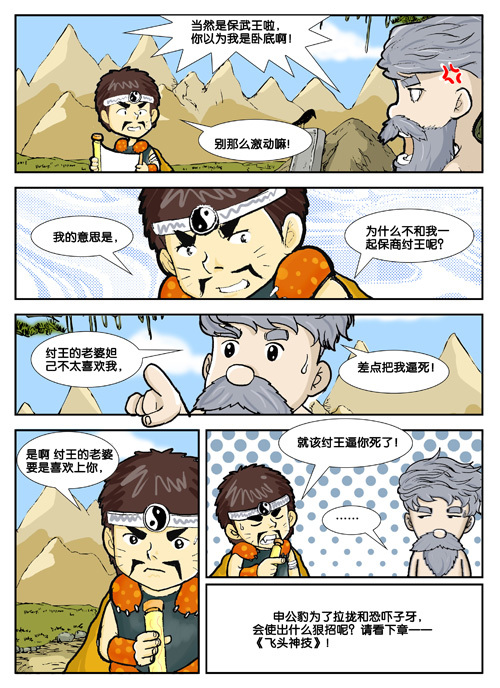 当然是保武王啦，
你以为我是卧底啊！
别那么激动嘛！
我的意思是，
为什么不和我一
起保商纣王呢？
纣王的老婆妲
己不太喜欢我，
差点把我逼死！
是啊 纣王的老婆
要是喜欢上你，
就该纣王逼你死了！
……
申公豹为了拉拢和恐吓子牙，
会使出什么狠招呢？请看下章——
《飞头神技》！